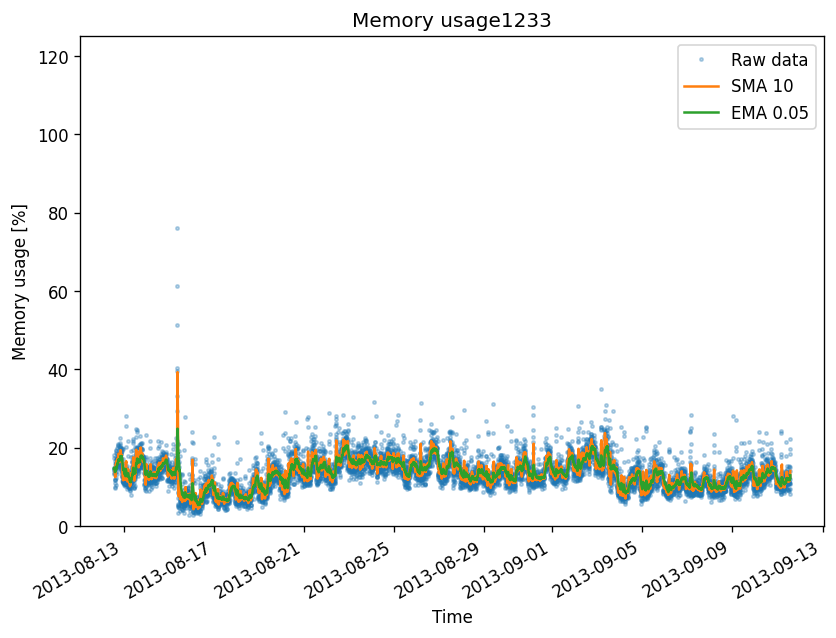 Memory usage1233
Raw data
SMA 10
EMA 0.05
Memory usage [%]
120
100
80
60
40
20
0
2013-08-13
2013-08-17
2013-08-21
2013-08-25
2013-08-29
2013-09-01
2013-09-05
2013-09-09
2013-09-13
Time